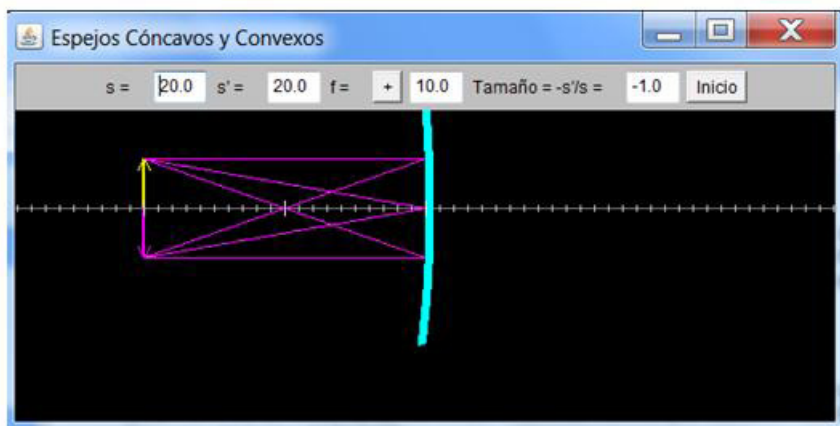 Espejos Cóncavos y Convexos
s = 20.0 s' = 20.0 f = + 10.0 Tamaño = -s'/s = -1.0 Inicio